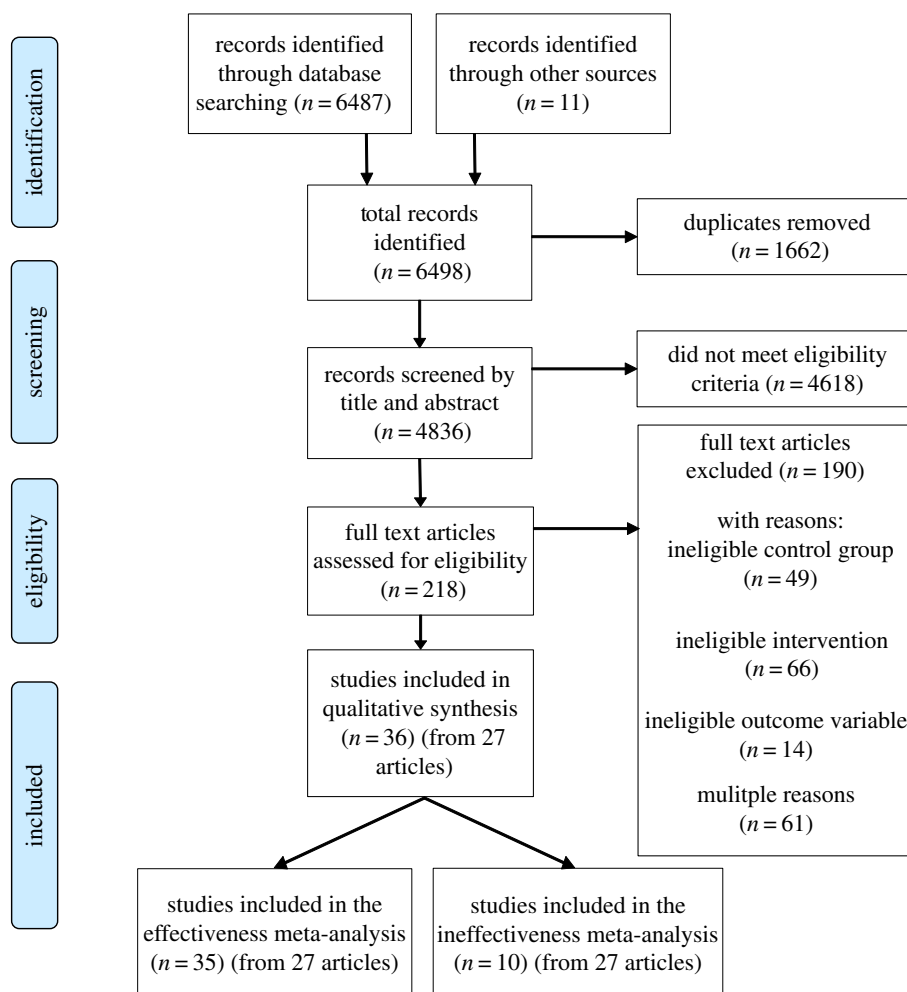 identification
records identified
through database
searching (n = 6487)
records identified
through other sources
(n = 11)
total records
identified
(n = 6498)
duplicates removed
(n = 1662)
screening
records screened by
title and abstract
(n = 4836)
did not meet eligibility
criteria (n = 4618)
eligibility
full text articles
assessed for eligibility
(n = 218)
full text articles
excluded (n = 190)
with reasons:
ineligible control group
(n = 49)
ineligible intervention
(n = 66)
ineligible outcome variable
(n = 14)
mulitple reasons
(n = 61)
included
studies included in
qualitative synthesis
(n = 36) (from 27
articles)
studies included in the
effectiveness meta-analysis
(n = 35) (from 27 articles)
studies included in the
ineffectiveness meta-analysis
(n = 10) (from 27 articles)